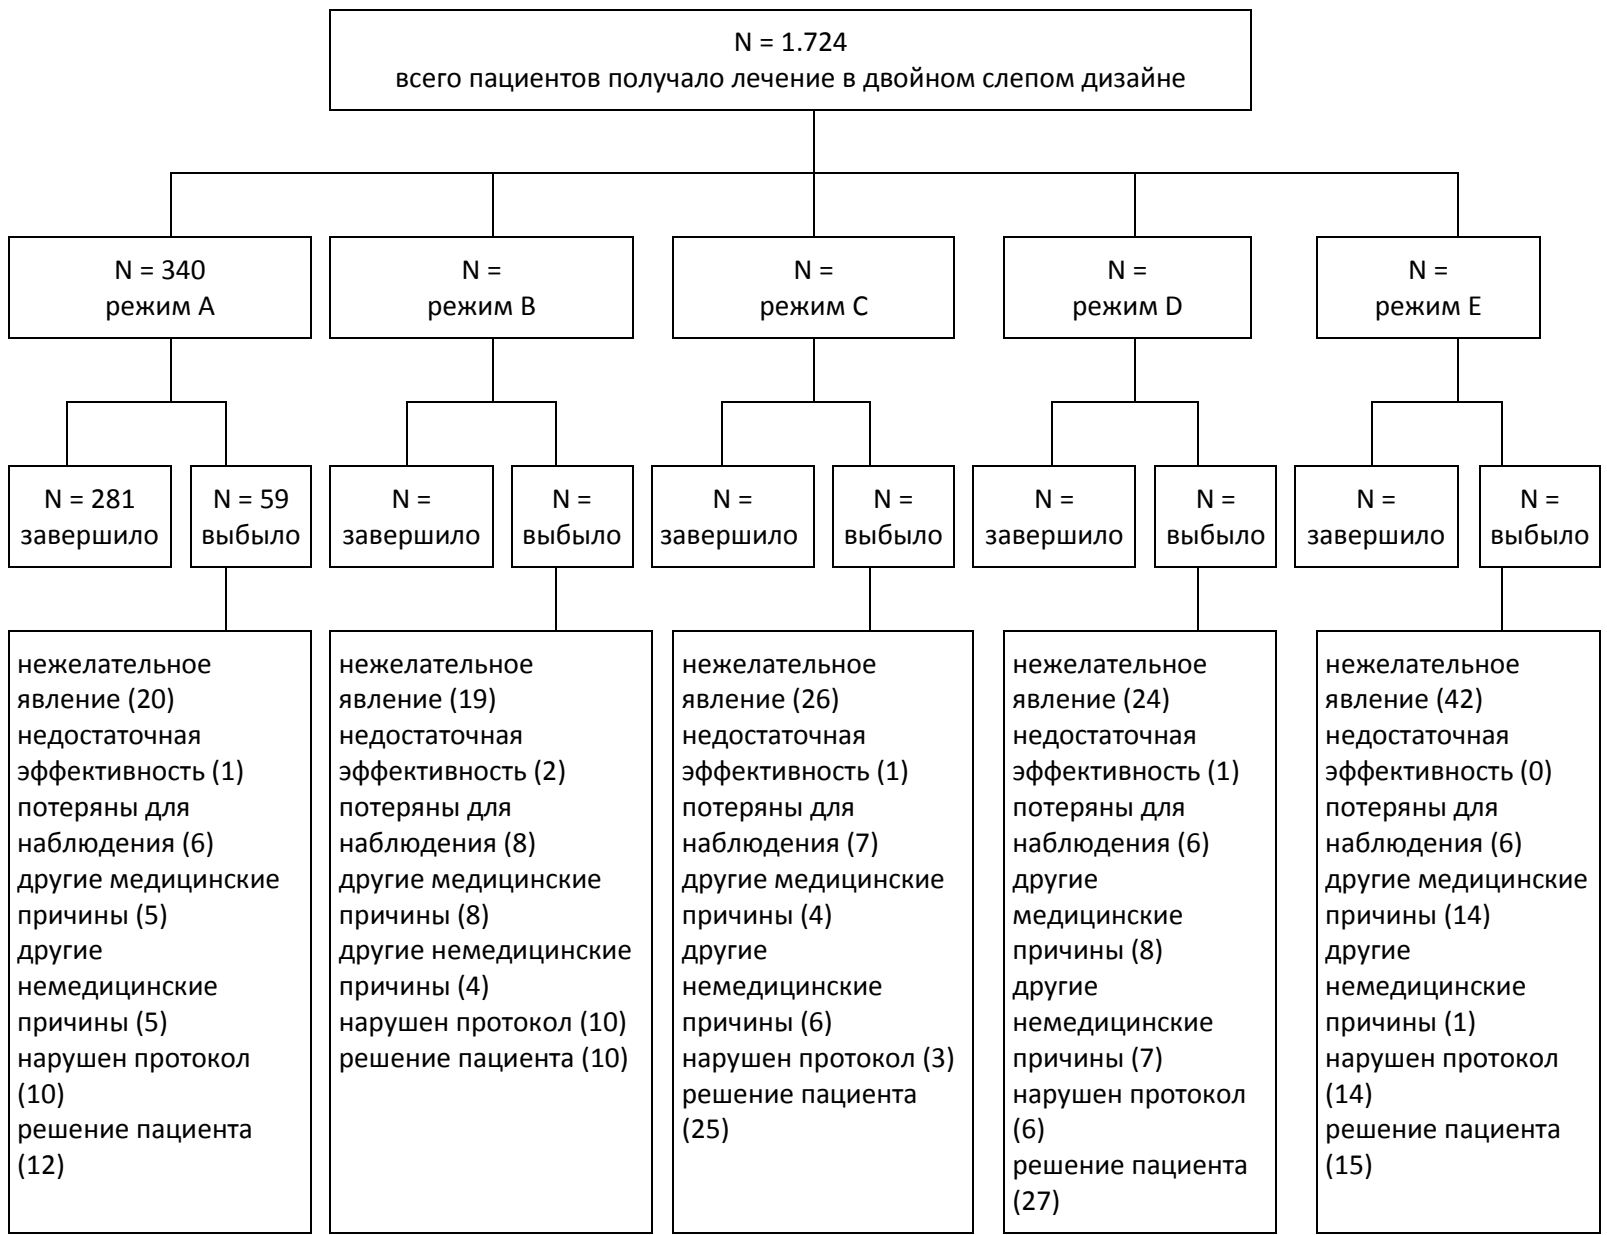 N = 1.724
всего пациентов получало лечение в двойном слепом дизайне
N = 340
режим A
N =
режим B
N =
режим C
N =
режим D
N =
режим E
N = 281
завершило
N = 59
выбыло
N =
завершило
N =
выбыло
N =
завершило
N =
выбыло
N =
завершило
N =
выбыло
N =
завершило
N =
выбыло
нежелательное
явление (20)
недостаточная
эффективность (1)
потеряны для
наблюдения (6)
другие медицинские
причины (5)
другие
немедицинские
причины (5)
нарушен протокол
(10)
решение пациента
(12)
нежелательное
явление (19)
недостаточная
эффективность (2)
потеряны для
наблюдения (8)
другие медицинские
причины (8)
другие немедицинские
причины (4)
нарушен протокол (10)
решение пациента (10)
нежелательное
явление (26)
недостаточная
эффективность (1)
потеряны для
наблюдения (7)
другие медицинские
причины (4)
другие
немедицинские
причины (6)
нарушен протокол (3)
решение пациента
(25)
нежелательное
явление (24)
недостаточная
эффективность (1)
потеряны для
наблюдения (6)
другие
медицинские
причины (8)
другие
немедицинские
причины (7)
нарушен протокол
(6)
решение пациента
(27)
нежелательное
явление (42)
недостаточная
эффективность (0)
потеряны для
наблюдения (6)
другие медицинские
причины (14)
другие
немедицинские
причины (1)
нарушен протокол
(14)
решение пациента
(15)